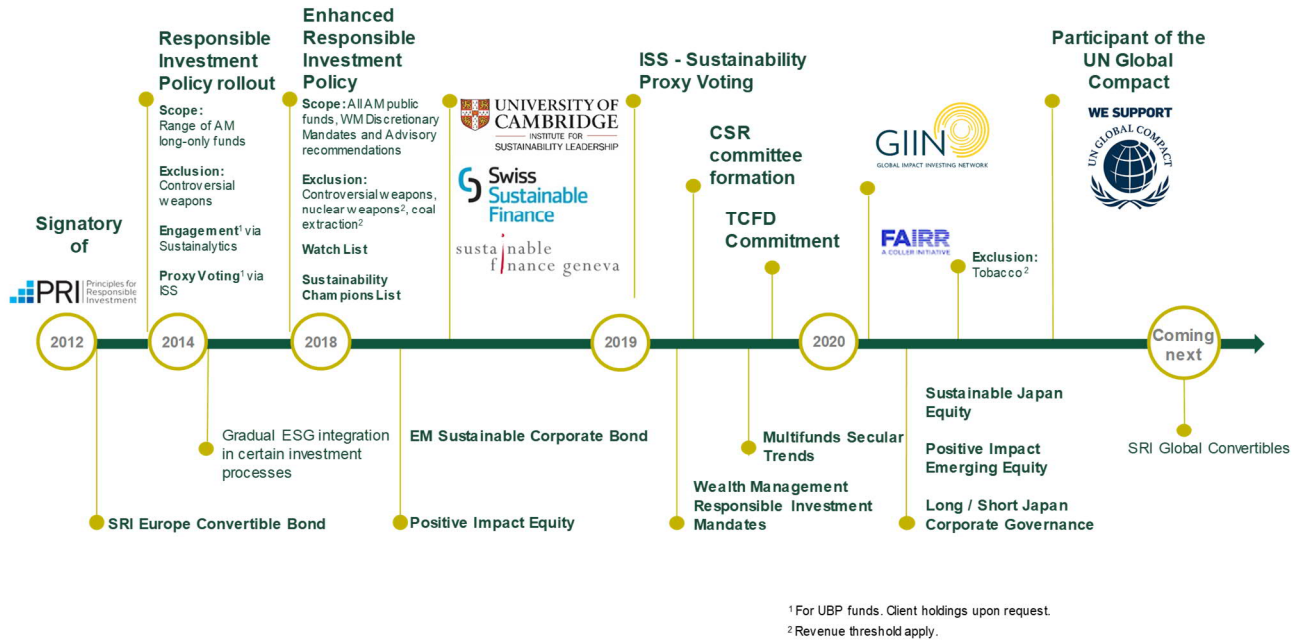 Signatory
of
PRI
Principles for
Responsible
Investment
Responsible
Investment
Policy rollout
Scope:
Range of AM
long-only funds
Exclusion:
Controversial
weapons
Engagement¹ via
Sustainalytics
Proxy Voting¹ via
ISS
Enhanced
Responsible
Investment
Policy
Scope: All AM public
funds, WM Discretionary
Mandates and Advisory
recommendations
Exclusion:
Controversial weapons,
nuclear weapons², coal
extraction²
Watch List
Sustainability
Champions List
UNIVERSITY OF
CAMBRIDGE
INSTITUTE FOR
SUSTAINABILITY LEADERSHIP
Swiss
Sustainable
Finance
sustainable
finance geneva
ISS - Sustainability
Proxy Voting
CSR
committee
formation
TCFD
Commitment
GIIN
GLOBAL IMPACT INVESTING NETWORK
FAIRR
A COLLER INITIATIVE
Exclusion:
Tobacco²
Participant of the
UN Global
Compact
WE SUPPORT
UN GLOBAL COMPACT
2012
2014
2018
2019
2020
Coming
next
SRI Europe Convertible Bond
Gradual ESG integration
in certain investment
processes
EM Sustainable Corporate Bond
Positive Impact Equity
Wealth Management
Responsible Investment
Mandates
Multifunds Secular
Trends
Sustainable Japan
Equity
Positive Impact
Emerging Equity
Long / Short Japan
Corporate Governance
SRI Global Convertibles
¹ For UBP funds. Client holdings upon request.
² Revenue threshold apply.